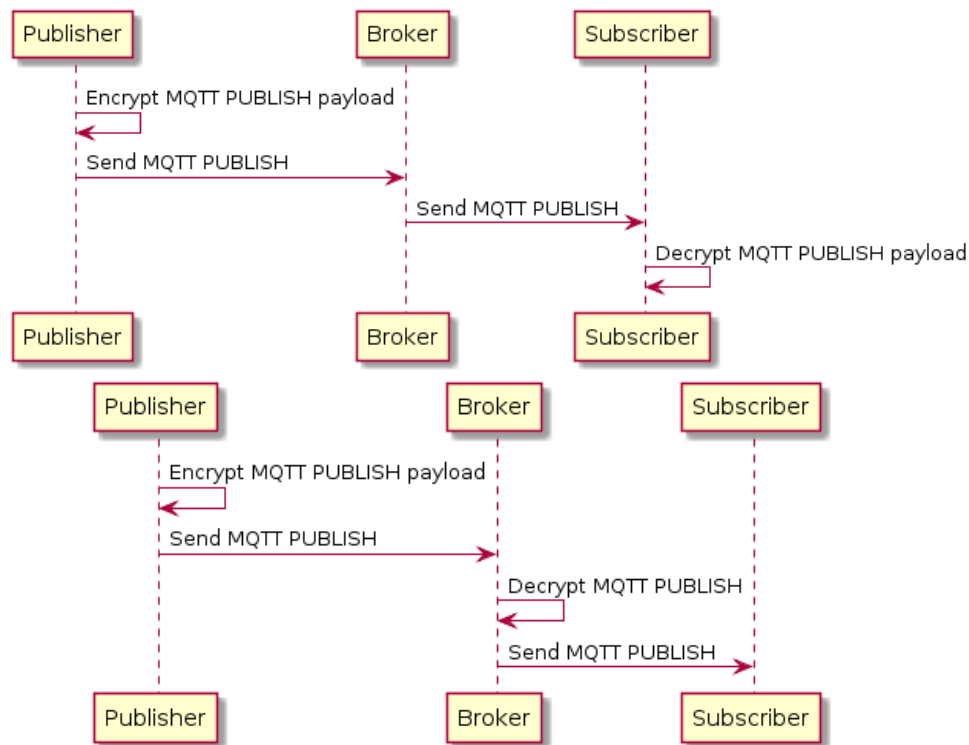 Publisher Broker Subscriber
Encrypt MQTT PUBLISH payload
Send MQTT PUBLISH
Send MQTT PUBLISH
Decrypt MQTT PUBLISH payload
Publisher Broker Subscriber
Publisher Broker Subscriber
Encrypt MQTT PUBLISH payload
Send MQTT PUBLISH
Decrypt MQTT PUBLISH
Send MQTT PUBLISH
Publisher Broker Subscriber